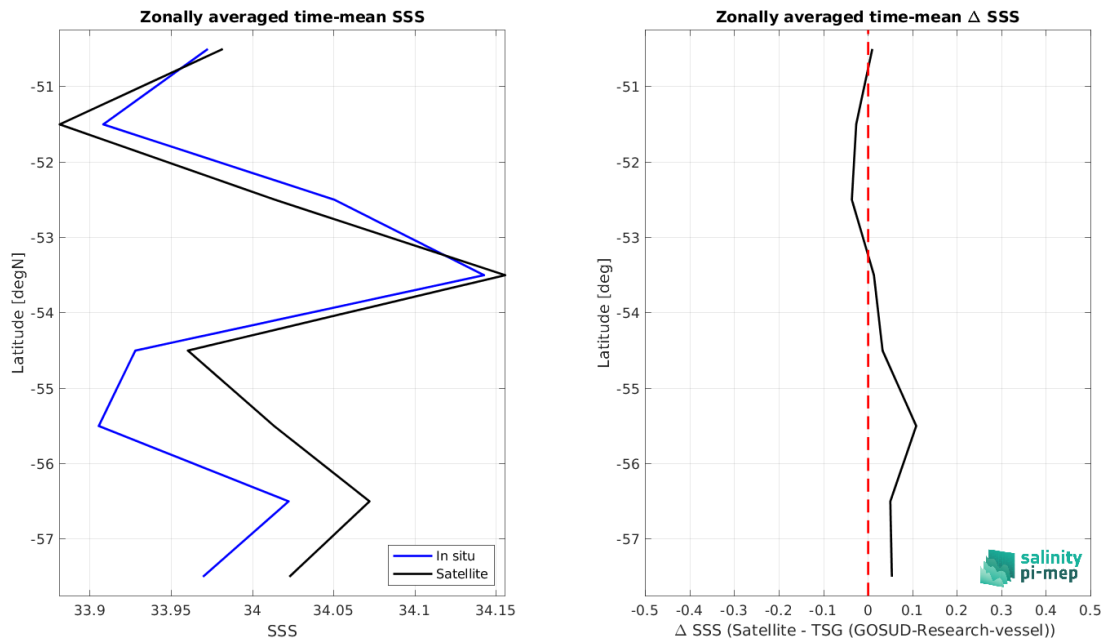 Zonally averaged time-mean SSS
-51
-52
-53
-54
-55
-56
-57
Latitude [degN]
33.9 33.95 34 34.05 34.1 34.15
SSS
In situ
Satellite
Zonally averaged time-mean Δ SSS
-51
-52
-53
-54
-55
-56
-57
Latitude [deg]
-0.5 -0.4 -0.3 -0.2 -0.1 0 0.1 0.2 0.3 0.4 0.5
Δ SSS (Satellite - TSG (GOSUD-Research-vessel))
salinity
pi-mep